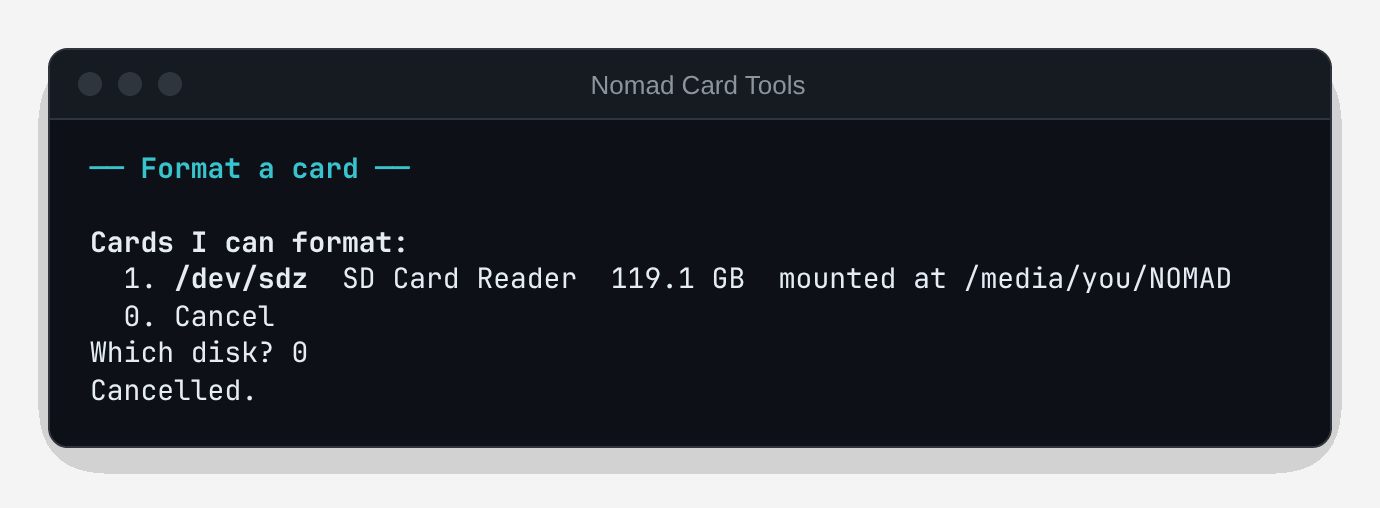 Nomad Card Tools
── Format a card ──
Cards I can format:
1. /dev/sdz  SD Card Reader  119.1 GB  mounted at /media/you/NOMAD
0. Cancel
Which disk? 0
Cancelled.